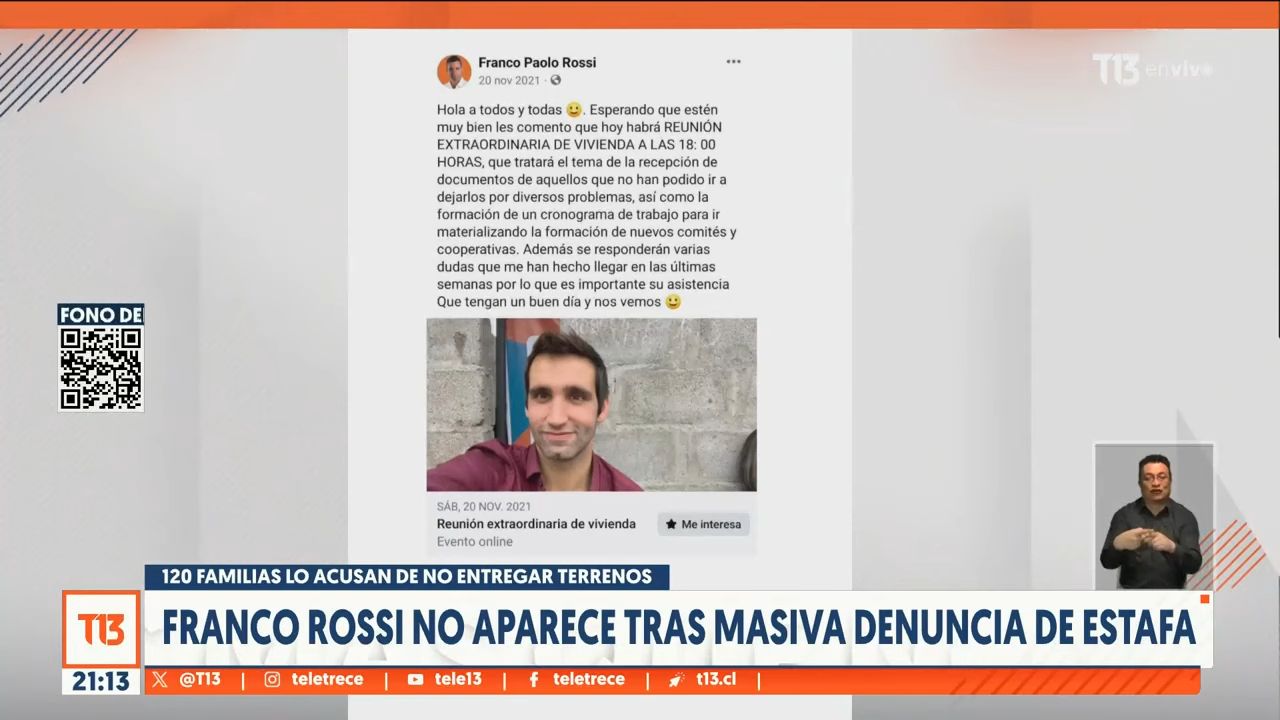 T13 en vivo
Franco Paolo Rossi
20 nov 2021 ·
Hola a todos y todas 😃. Esperando que estén
muy bien les comento que hoy habrá REUNIÓN
EXTRAORDINARIA DE VIVIENDA A LAS 18: 00
HORAS, que tratará el tema de la recepción de
documentos de aquellos que no han podido ir a
dejarlos por diversos problemas, así como la
formación de un cronograma de trabajo para ir
materializando la formación de nuevos comités y
cooperativas. Además se responderán varias
dudas que me han hecho llegar en las últimas
semanas por lo que es importante su asistencia
Que tengan un buen día y nos vemos 😃
FONO DE
SÁB, 20 NOV. 2021
Reunión extraordinaria de vivienda
★ Me interesa
Evento online
120 FAMILIAS LO ACUSAN DE NO ENTREGAR TERRENOS
T13
FRANCO ROSSI NO APARECE TRAS MASIVA DENUNCIA DE ESTAFA
21:13
@T13 | teletrece | tele13 | teletrece | t13.cl |